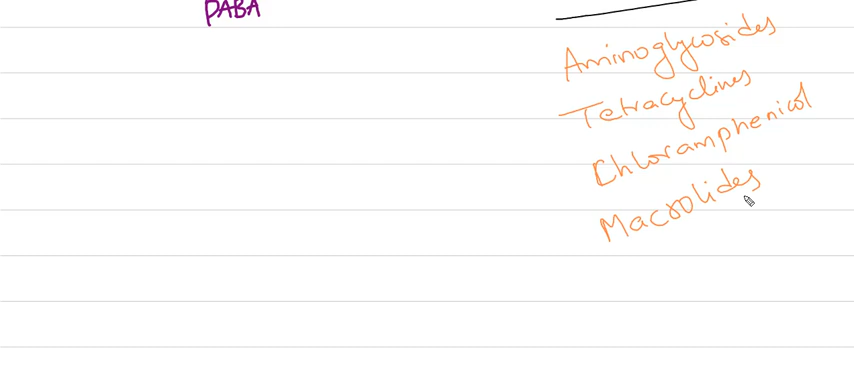 PABA
Aminoglycosides
Tetracyclines
Chloramphenicol
Macrolides